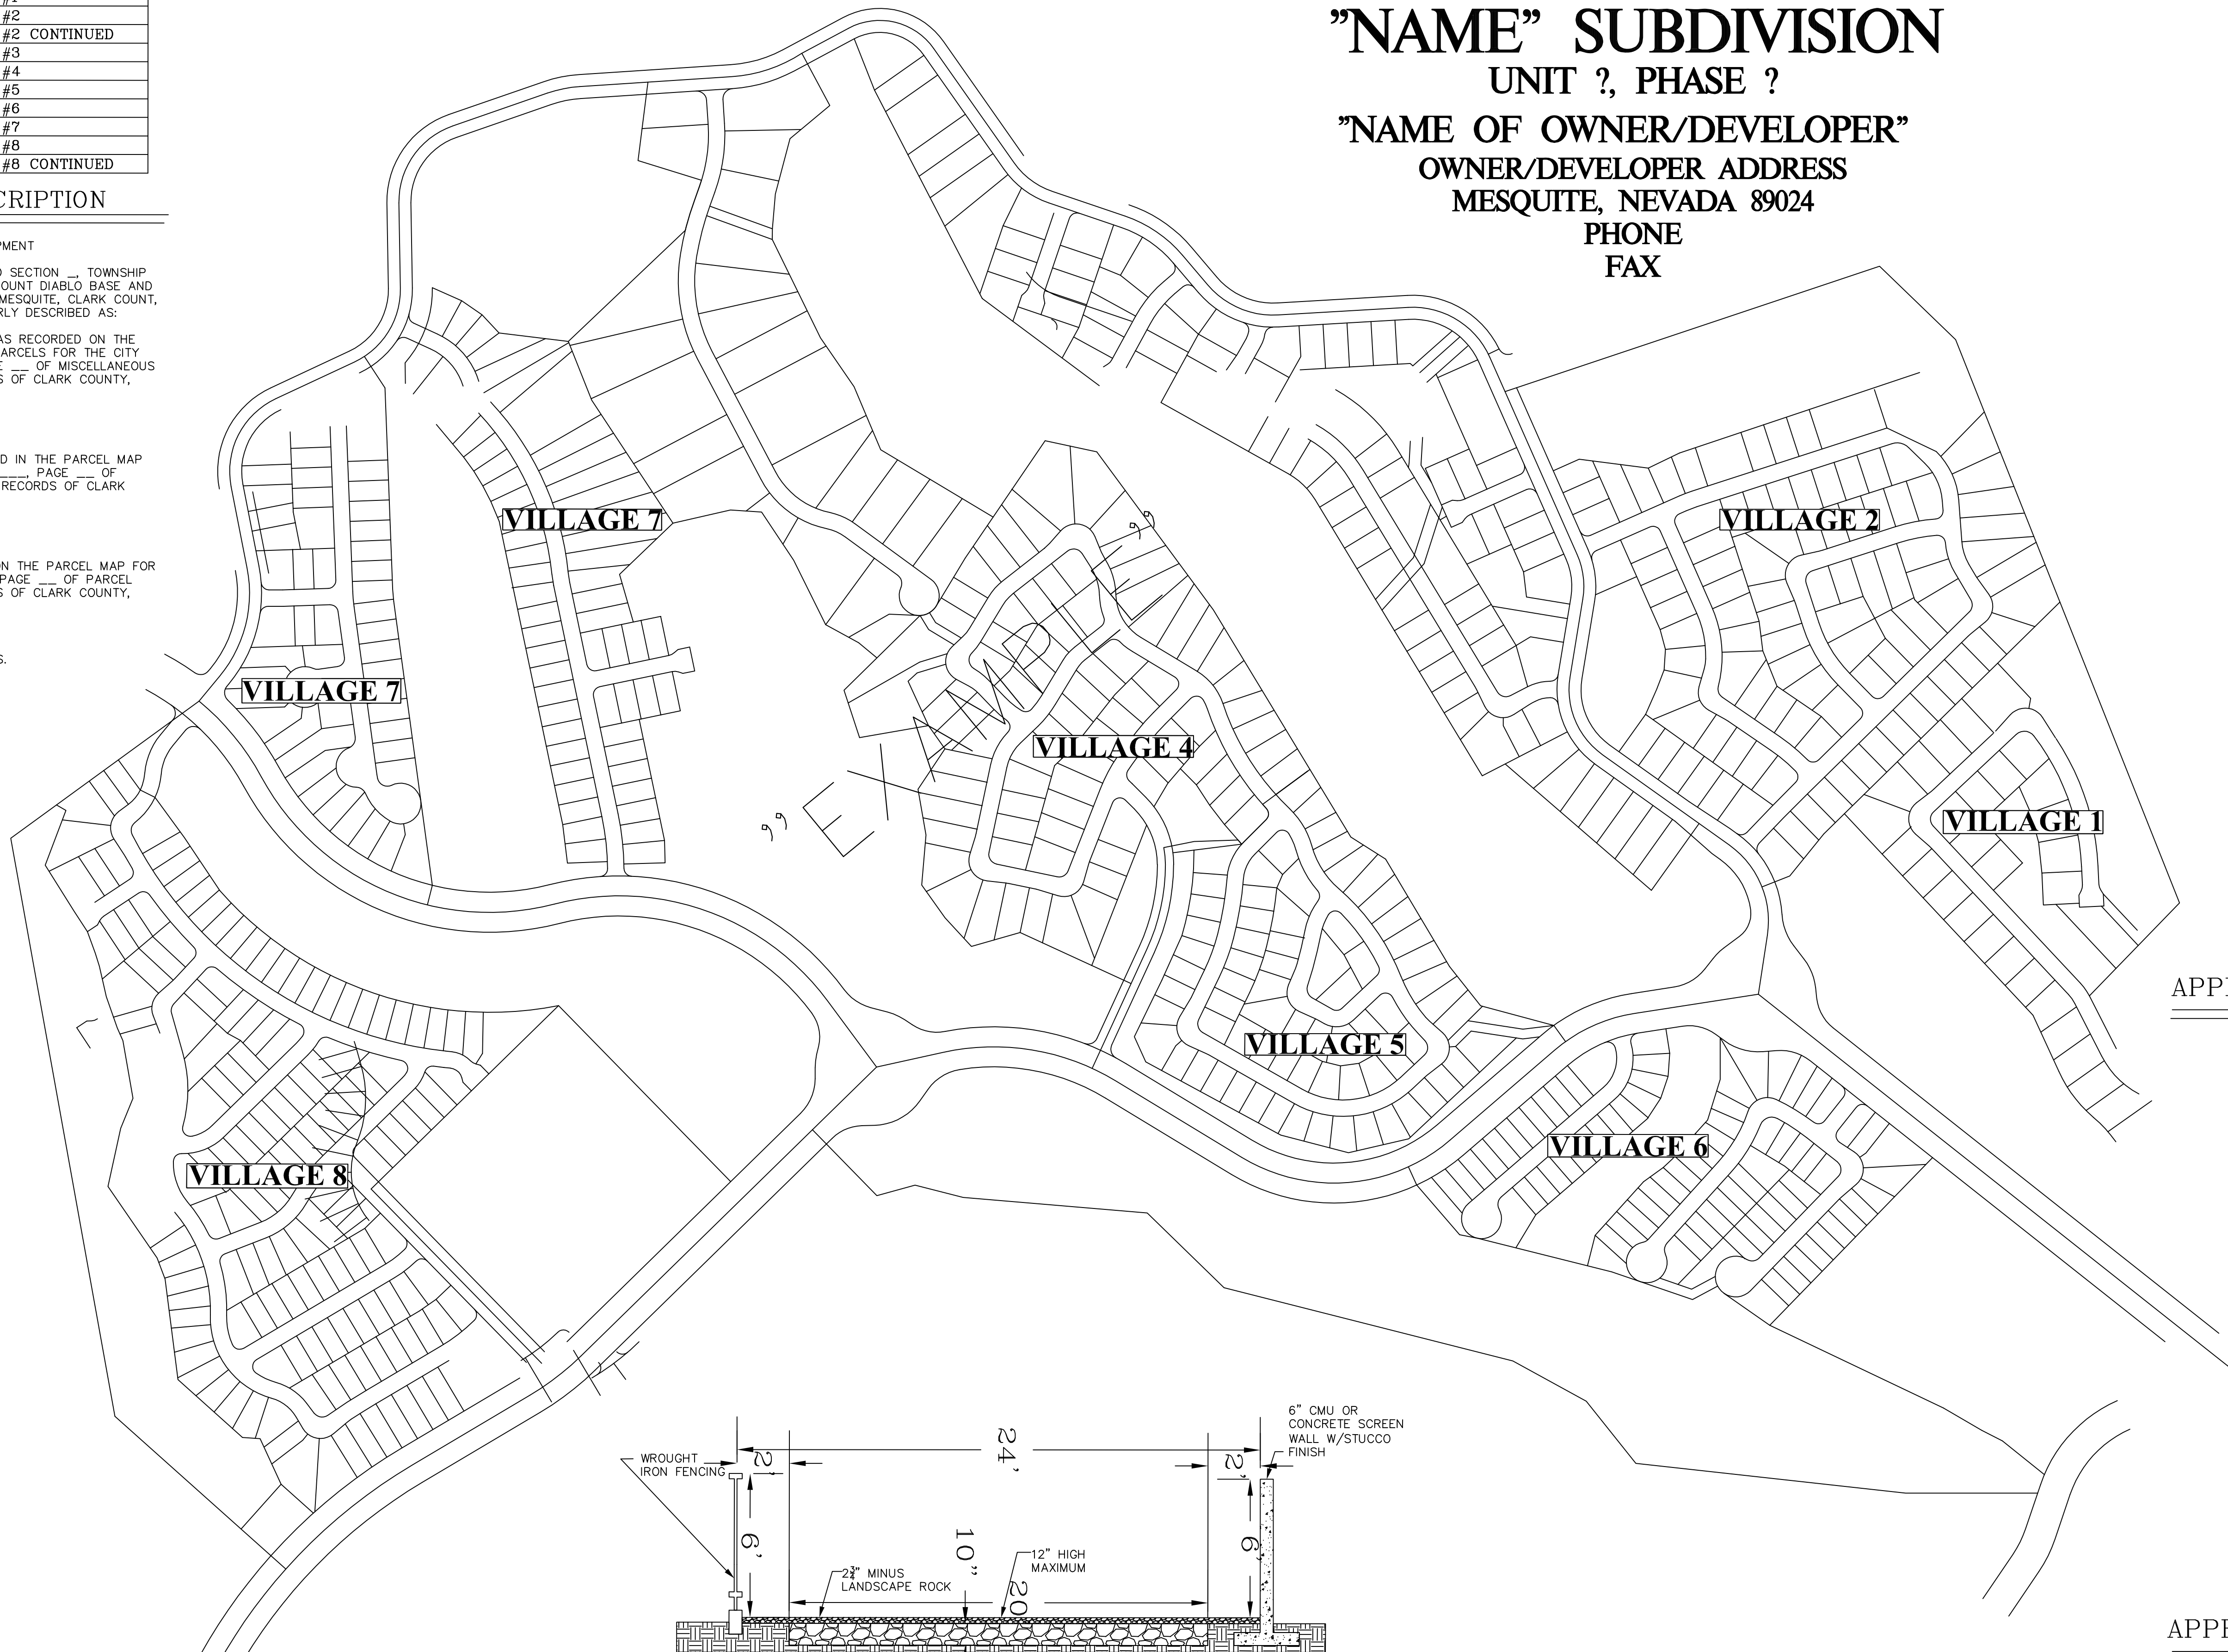 #2
#2 CONTINUED
#3
#4
#5
#6
#7
#8
#8 CONTINUED
CRIPTION
PMENT
SECTION _, TOWNSHIP
OUNT DIABLO BASE AND
MESQUITE, CLARK COUNT,
RLY DESCRIBED AS:
AS RECORDED ON THE
ARCELS FOR THE CITY
E __ OF MISCELLANEOUS
S OF CLARK COUNTY,
D IN THE PARCEL MAP
___, PAGE __ OF
RECORDS OF CLARK
ON THE PARCEL MAP FOR
PAGE __ OF PARCEL
S OF CLARK COUNTY,
S.
"NAME" SUBDIVISION
UNIT ?, PHASE ?
"NAME OF OWNER/DEVELOPER"
OWNER/DEVELOPER ADDRESS
MESQUITE, NEVADA 89024
PHONE
FAX
VILLAGE 7
VILLAGE 2
VILLAGE 7
VILLAGE 4
VILLAGE 1
VILLAGE 5
VILLAGE 6
VILLAGE 8
APP
6" CMU OR
CONCRETE SCREEN
WALL W/STUCCO
FINISH
WROUGHT
IRON FENCING
2'
24'
2'
6'
10"
6'
12" HIGH
MAXIMUM
2¾" MINUS
LANDSCAPE ROCK
20
APP